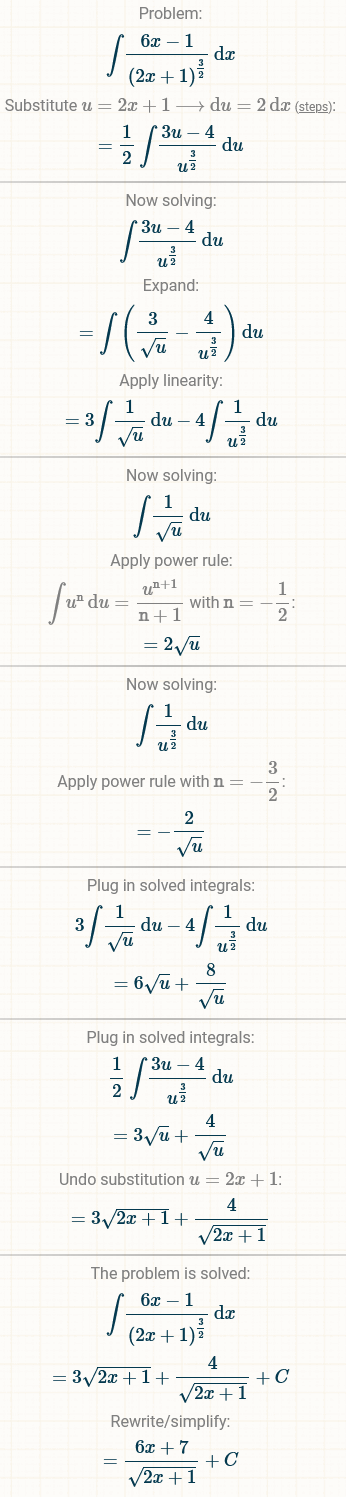 Problem:
∫ (6x − 1)/(2x + 1)^(3/2) dx
Substitute u = 2x + 1 ⟶ du = 2 dx (steps):
= 1/2 ∫ (3u − 4)/u^(3/2) du
Now solving:
∫ (3u − 4)/u^(3/2) du
Expand:
= ∫ (3/√u − 4/u^(3/2)) du
Apply linearity:
= 3∫ 1/√u du − 4∫ 1/u^(3/2) du
Now solving:
∫ 1/√u du
Apply power rule:
∫ u^n du = u^(n+1)/(n + 1) with n = −1/2:
= 2√u
Now solving:
∫ 1/u^(3/2) du
Apply power rule with n = −3/2:
= −2/√u
Plug in solved integrals:
3∫ 1/√u du − 4∫ 1/u^(3/2) du
= 6√u + 8/√u
Plug in solved integrals:
1/2 ∫ (3u − 4)/u^(3/2) du
= 3√u + 4/√u
Undo substitution u = 2x + 1:
= 3√(2x + 1) + 4/√(2x + 1)
The problem is solved:
∫ (6x − 1)/(2x + 1)^(3/2) dx
= 3√(2x + 1) + 4/√(2x + 1) + C
Rewrite/simplify:
= (6x + 7)/√(2x + 1) + C